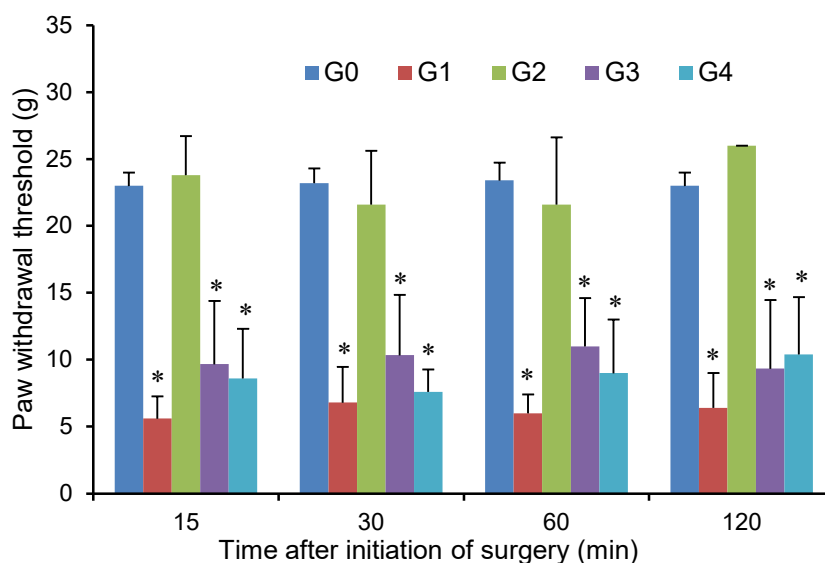 35
G0 G1 G2 G3 G4
30
25
20
15
10
5
0
Paw withdrawal threshold (g)
* * *
* * *
* * *
* * *
15 30 60 120
Time after initiation of surgery (min)